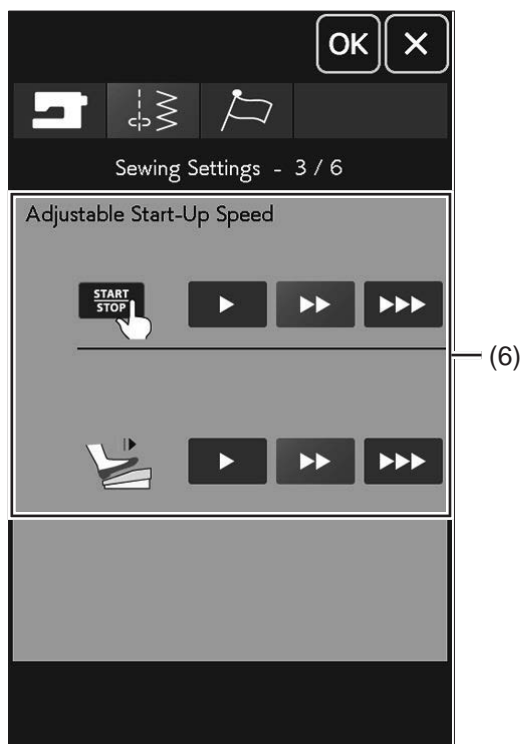 OK X
Sewing Settings - 3 / 6
Adjustable Start-Up Speed
START
STOP
(6)